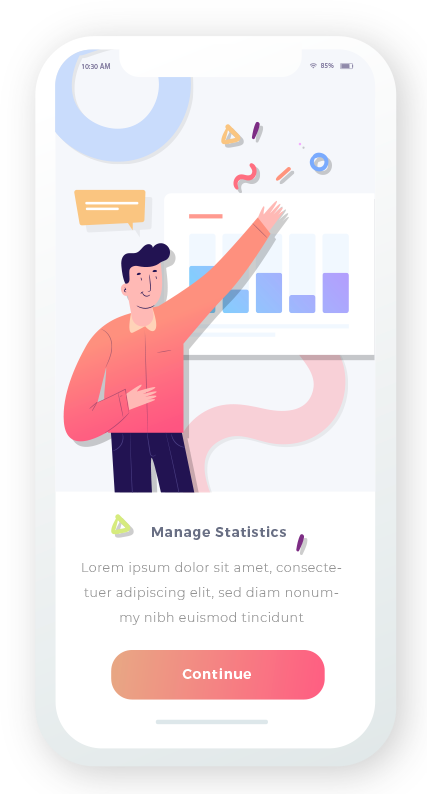 10:30 AM
85%
Manage Statistics
Lorem ipsum dolor sit amet, consecte-
tuer adipiscing elit, sed diam nonum-
my nibh euismod tincidunt
Continue